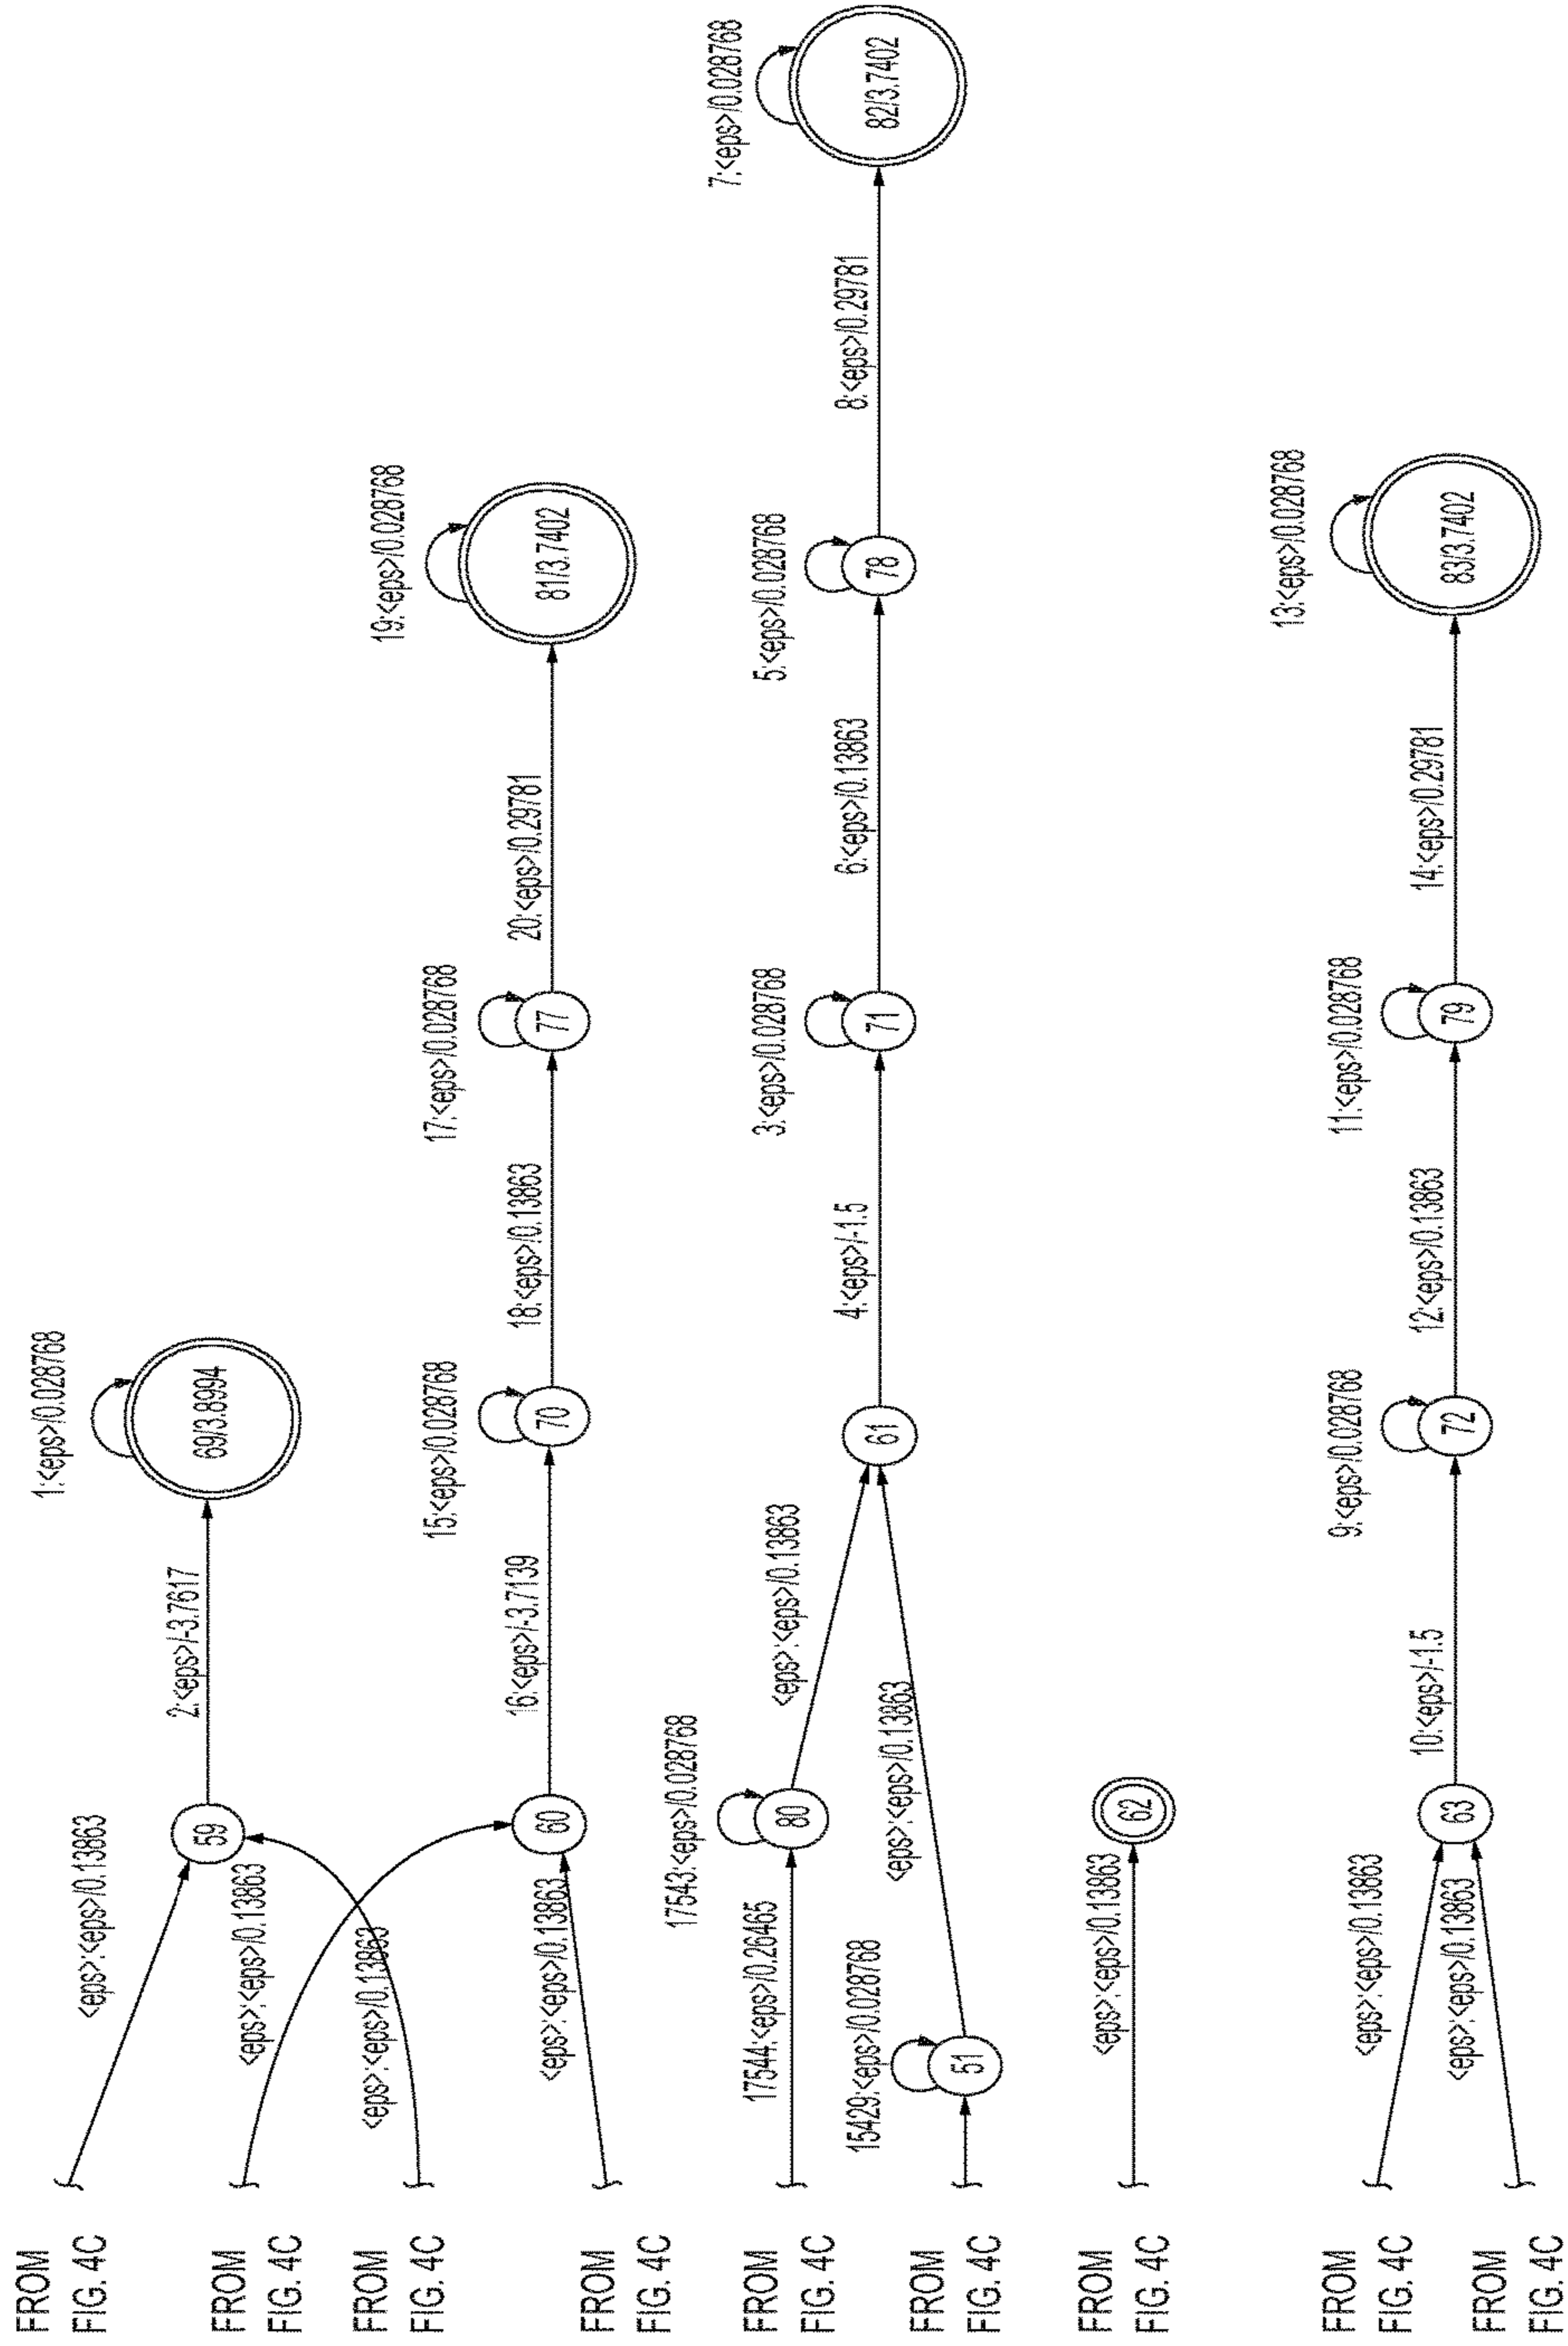 FROM
FIG. 4C
<eps>:<eps>/0.13863
59
2:<eps>/-3.7617
1:<eps>/0.028768
69/3.8994
FROM
FIG. 4C
<eps>:<eps>/0.13863
FROM
FIG. 4C
<eps>:<eps>/0.13863
FROM
FIG. 4C
<eps>:<eps>/0.13863
60
16:<eps>/-3.7139
15:<eps>/0.028768
70
18:<eps>/0.13863
17:<eps>/0.028768
77
20:<eps>/0.29781
19:<eps>/0.028768
81/3.7402
FROM
FIG. 4C
17544:<eps>/0.26465
17543:<eps>/0.028768
80
<eps>:<eps>/0.13863
FROM
FIG. 4C
15429:<eps>/0.028768
51
<eps>:<eps>/0.13863
61
4:<eps>/-1.5
3:<eps>/0.028768
71
6:<eps>/0.13863
5:<eps>/0.028768
78
8:<eps>/0.29781
7:<eps>/0.028768
82/3.7402
FROM
FIG. 4C
<eps>:<eps>/0.13863
62
FROM
FIG. 4C
<eps>:<eps>/0.13863
FROM
FIG. 4C
<eps>:<eps>/0.13863
63
10:<eps>/-1.5
9:<eps>/0.028768
72
12:<eps>/0.13863
11:<eps>/0.028768
79
14:<eps>/0.29781
13:<eps>/0.028768
83/3.7402